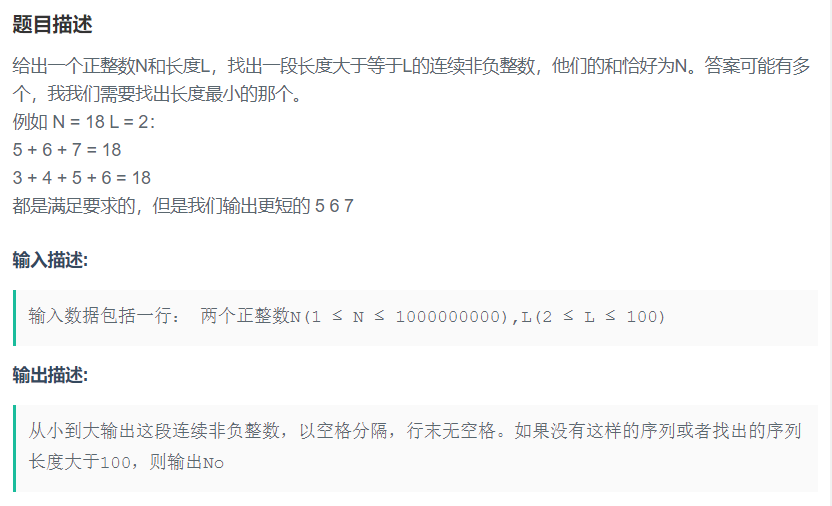 题目描述
给出一个正整数N和长度L，找出一段长度大于等于L的连续非负整数，他们的和恰好为N。答案可能有多
个，我我们需要找出长度最小的那个。
例如 N = 18 L = 2：
5 + 6 + 7 = 18
3 + 4 + 5 + 6 = 18
都是满足要求的，但是我们输出更短的 5 6 7
输入描述:
输入数据包括一行： 两个正整数N(1 ≤ N ≤ 1000000000),L(2 ≤ L ≤ 100)
输出描述:
从小到大输出这段连续非负整数，以空格分隔，行末无空格。如果没有这样的序列或者找出的序列
长度大于100，则输出No